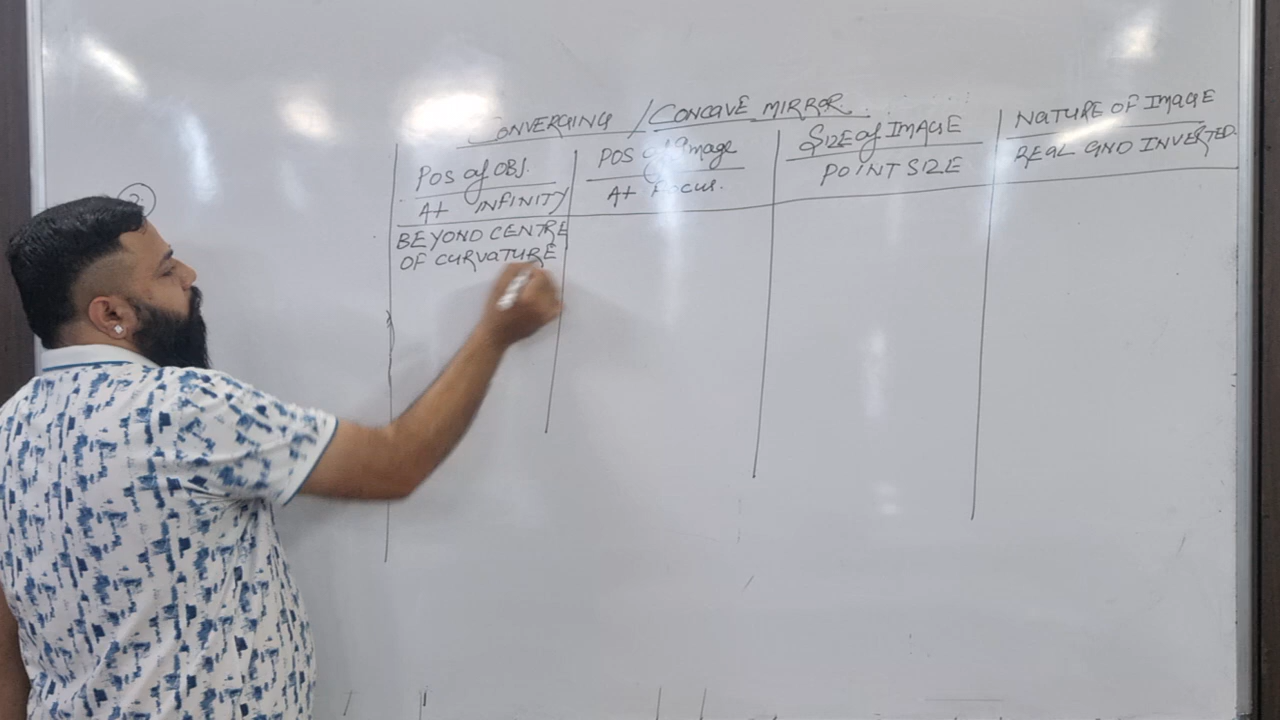 CONVERGING / CONCAVE MIRROR
POS of OBJ.
POS of Image
SIZE of IMAGE
NATURE OF IMAGE
At INFINITY
At FOCUS.
POINT SIZE
REAL AND INVERTED
BEYOND CENTRE
OF CURVATURE